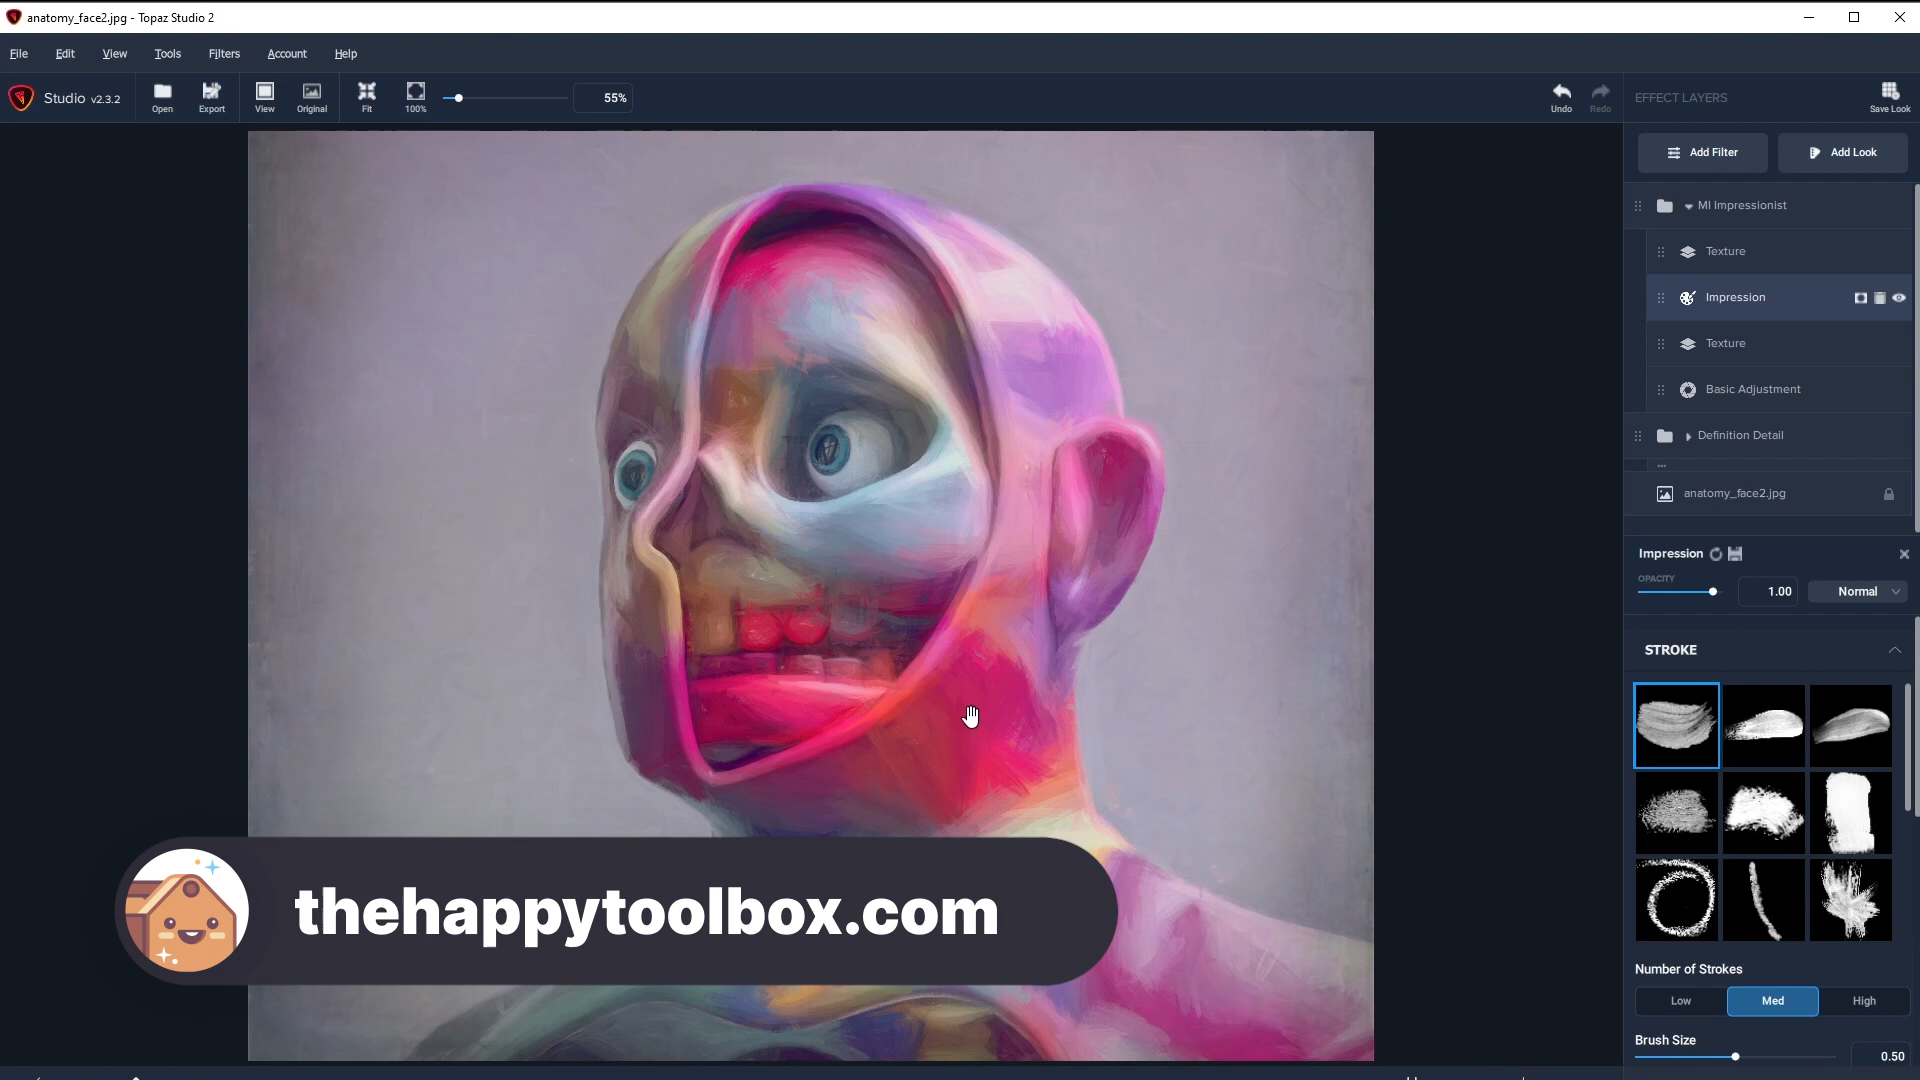 anatomy_face2.jpg - Topaz Studio 2
File Edit View Tools Filters Account Help
Studio v2.3.2
Open
Export
View
Original
Fit
100%
55%
Undo
Redo
EFFECT LAYERS
Save Look
Add Filter
Add Look
MI Impressionist
Texture
Impression
Texture
Basic Adjustment
Definition Detail
anatomy_face2.jpg
Impression
OPACITY
1.00
Normal
STROKE
thehappytoolbox.com
Number of Strokes
Low Med High
Brush Size
0.50